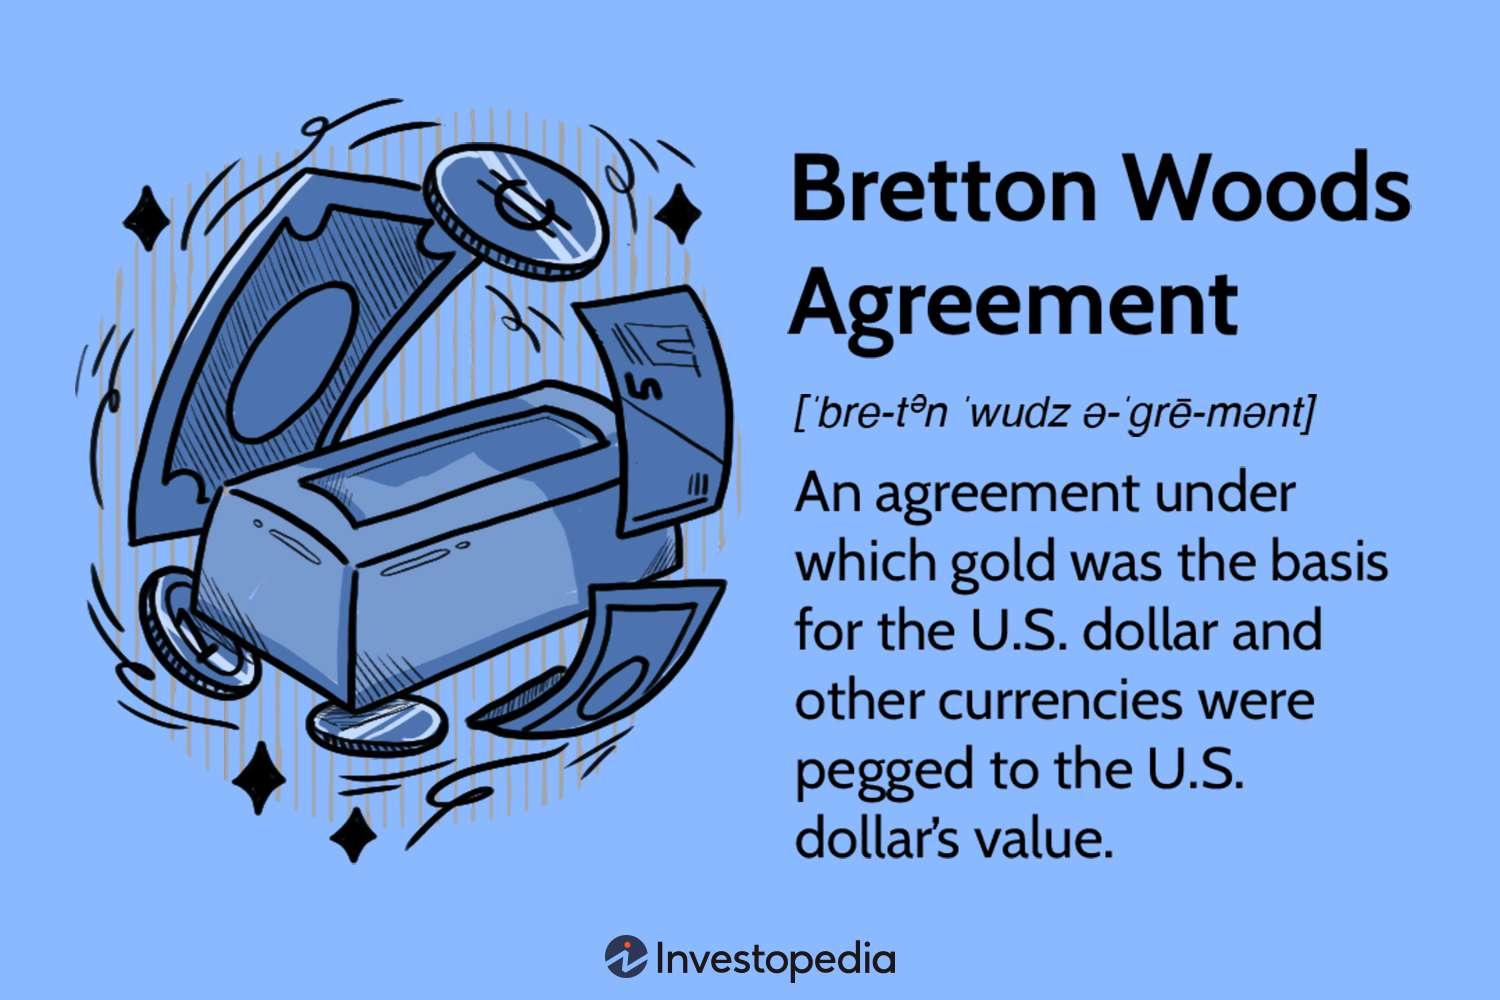 Bretton Woods
Agreement
[ˈbre-tᵊn ˈwudz ə-ˈgrē-mənt]
An agreement under
which gold was the basis
for the U.S. dollar and
other currencies were
pegged to the U.S.
dollar’s value.
5
Investopedia